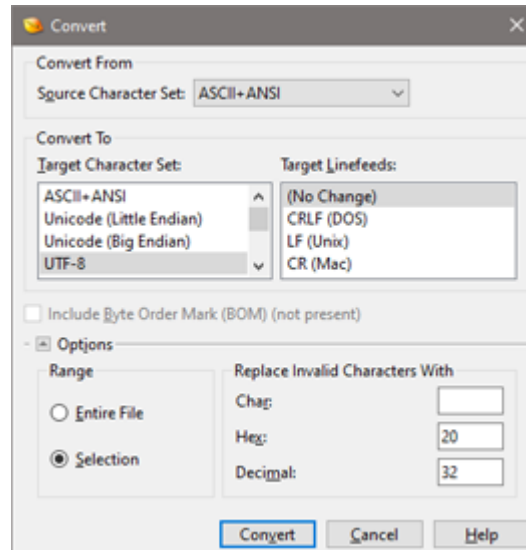 Convert
Convert From
Source Character Set: ASCII+ANSI
Convert To
Target Character Set:
ASCII+ANSI
Unicode (Little Endian)
Unicode (Big Endian)
UTF-8
Target Linefeeds:
(No Change)
CRLF (DOS)
LF (Unix)
CR (Mac)
Include Byte Order Mark (BOM) (not present)
Options
Range
Entire File
Selection
Replace Invalid Characters With
Char:
Hex: 20
Decimal: 32
Convert Cancel Help